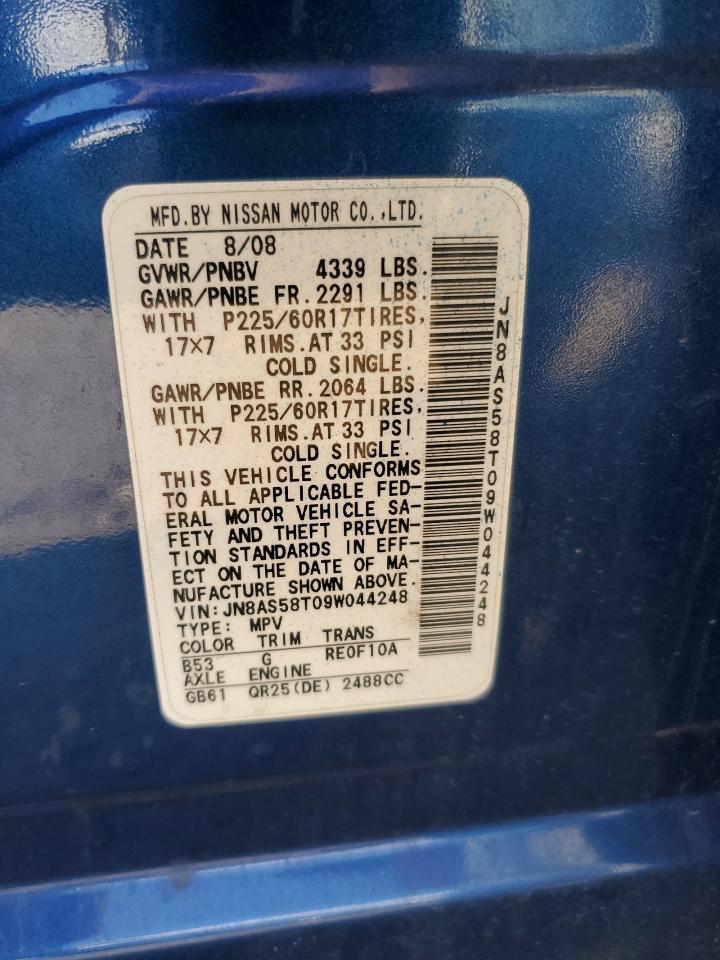 MFD.BY NISSAN MOTOR CO.,LTD.
DATE 8/08
GVWR/PNBV 4339 LBS.
GAWR/PNBE FR.2291 LBS.
WITH P225/60R17TIRES,
17×7 RIMS.AT 33 PSI
COLD SINGLE.
GAWR/PNBE RR.2064 LBS.
WITH P225/60R17TIRES,
17×7 RIMS.AT 33 PSI
COLD SINGLE.
THIS VEHICLE CONFORMS
TO ALL APPLICABLE FED-
ERAL MOTOR VEHICLE SA-
FETY AND THEFT PREVEN-
TION STANDARDS IN EFF-
ECT ON THE DATE OF MA-
NUFACTURE SHOWN ABOVE.
VIN:JN8AS58T09W044248
TYPE: MPV
COLOR TRIM TRANS
B53 G RE0F10A
AXLE ENGINE
GB61 QR25(DE) 2488CC
JN8AS58T09W044248